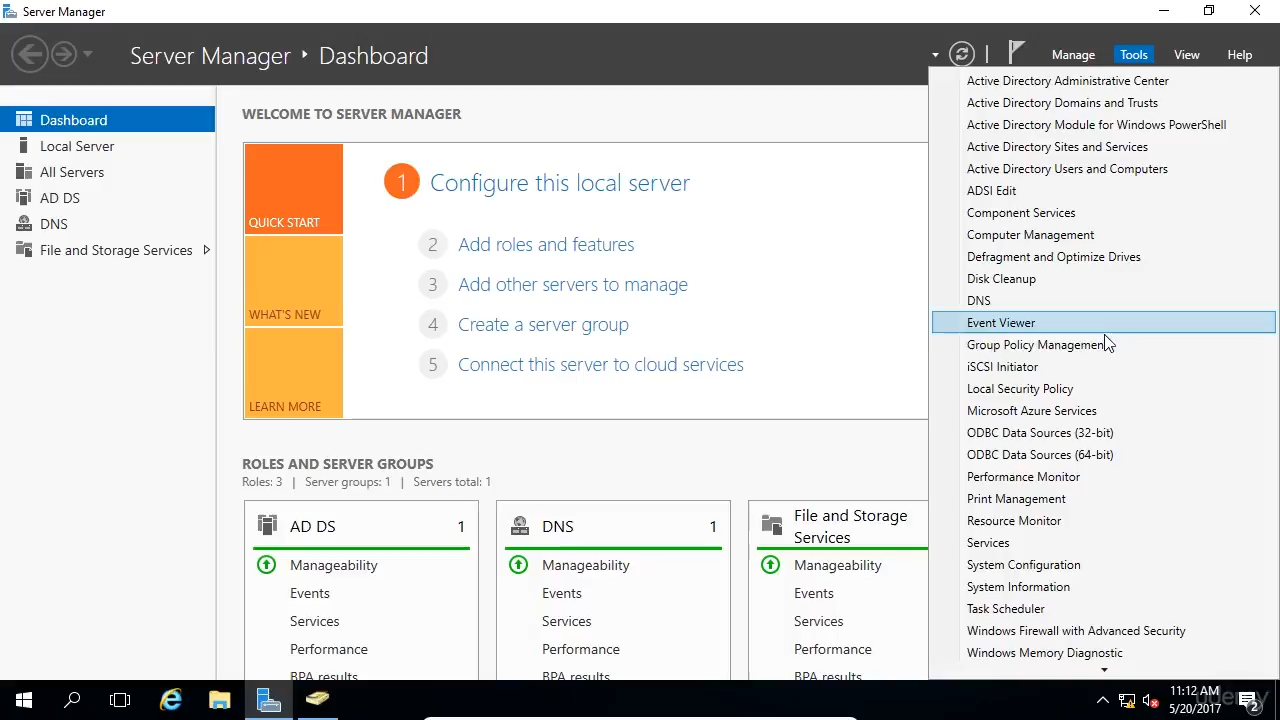 Server Manager
Server Manager ‣ Dashboard
Manage
Tools
View
Help
Dashboard
Local Server
All Servers
AD DS
DNS
File and Storage Services
WELCOME TO SERVER MANAGER
QUICK START
WHAT'S NEW
LEARN MORE
1 Configure this local server
2 Add roles and features
3 Add other servers to manage
4 Create a server group
5 Connect this server to cloud services
ROLES AND SERVER GROUPS
Roles: 3 | Server groups: 1 | Servers total: 1
AD DS 1
Manageability
Events
Services
Performance
BPA results
DNS 1
Manageability
Events
Services
Performance
BPA results
File and Storage
Services
Manageability
Events
Services
Performance
BPA results
Active Directory Administrative Center
Active Directory Domains and Trusts
Active Directory Module for Windows PowerShell
Active Directory Sites and Services
Active Directory Users and Computers
ADSI Edit
Component Services
Computer Management
Defragment and Optimize Drives
Disk Cleanup
DNS
Event Viewer
Group Policy Management
iSCSI Initiator
Local Security Policy
Microsoft Azure Services
ODBC Data Sources (32-bit)
ODBC Data Sources (64-bit)
Performance Monitor
Print Management
Resource Monitor
Services
System Configuration
System Information
Task Scheduler
Windows Firewall with Advanced Security
Windows Memory Diagnostic
11:12 AM
5/20/2017
2
udemy